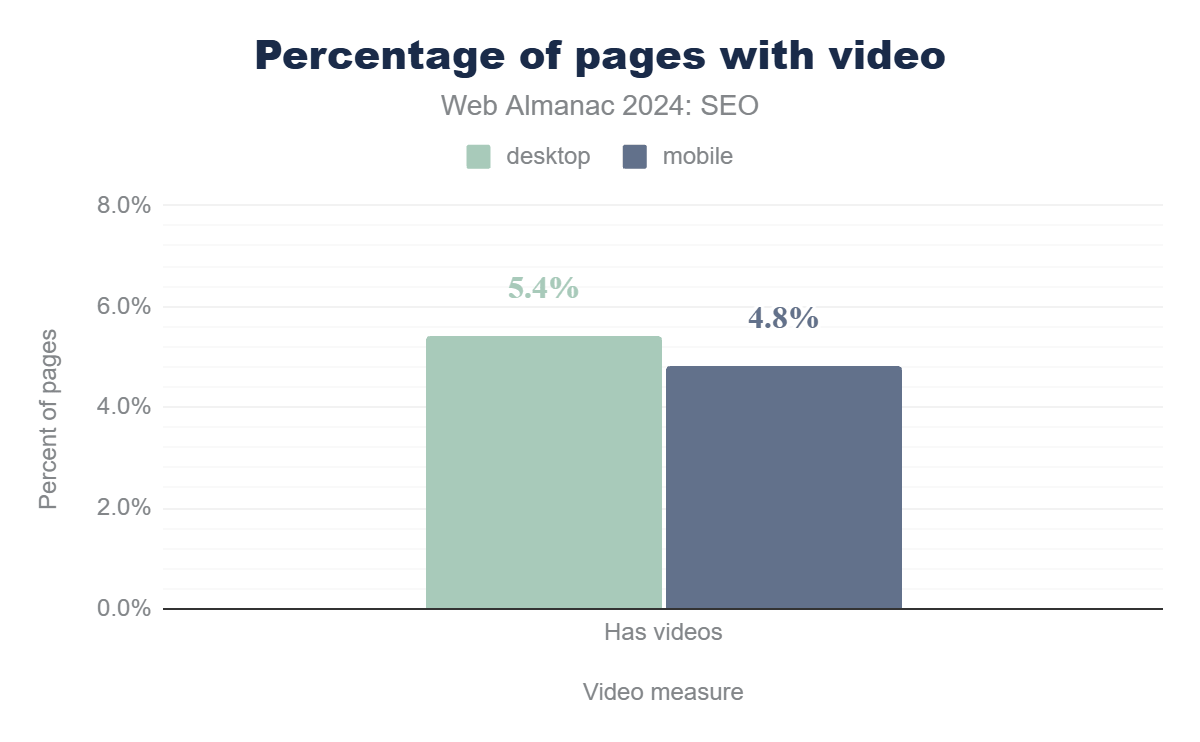 Percentage of pages with video
Web Almanac 2024: SEO
desktop mobile
8.0%
6.0%
4.0%
2.0%
0.0%
Percent of pages
5.4%
4.8%
Has videos
Video measure